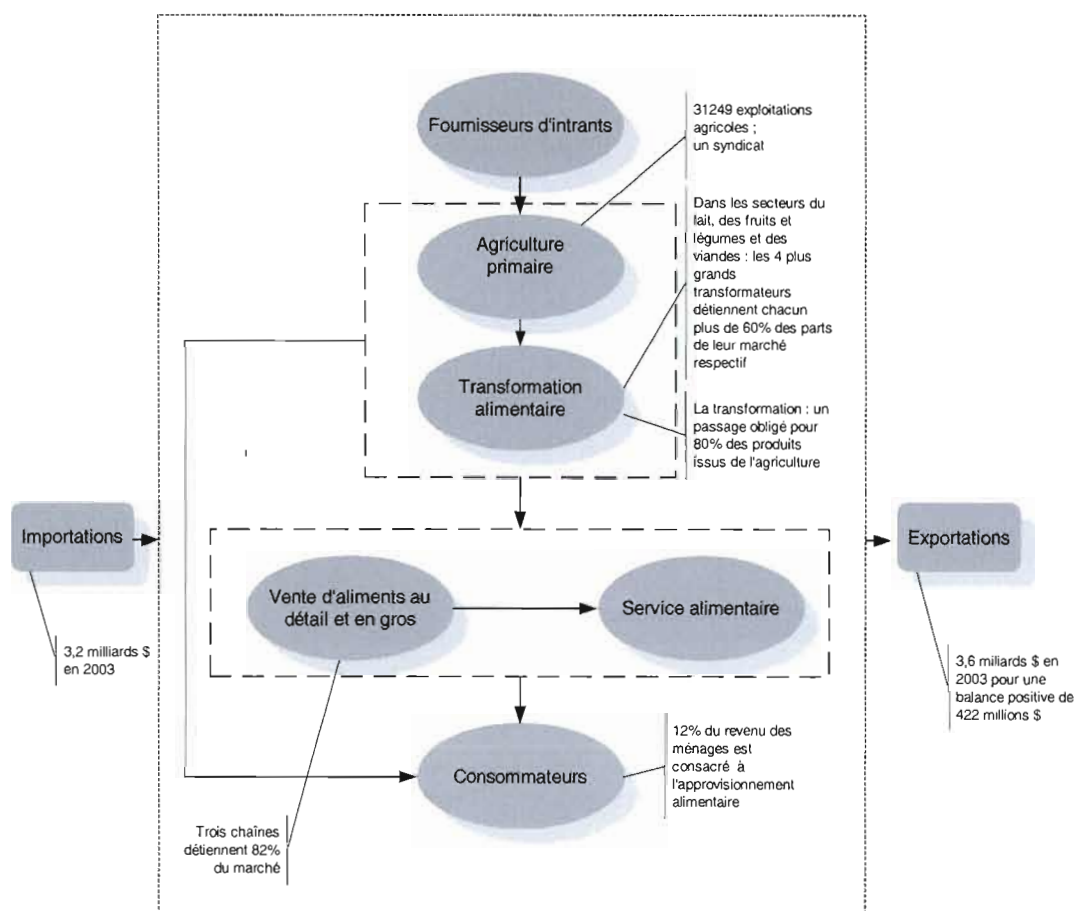 Fournisseurs d'intrants
31249 exploitations
agricoles ;
un syndicat
Agriculture
primaire
Dans les secteurs du
lait, des fruits et
légumes et des
viandes : les 4 plus
grands
transformateurs
détiennent chacun
plus de 60% des parts
de leur marché
respectif
Transformation
alimentaire
La transformation : un
passage obligé pour
80% des produits
issus de l'agriculture
Importations
3,2 milliards $
en 2003
Vente d'aliments au
détail et en gros
Service alimentaire
Exportations
3,6 miliards $ en
2003 pour une
balance positive de
422 millions $
Consommateurs
12% du revenu des
ménages est
consacré à
l'approvisionnement
alimentaire
Trois chaînes
détiennent 82%
du marché